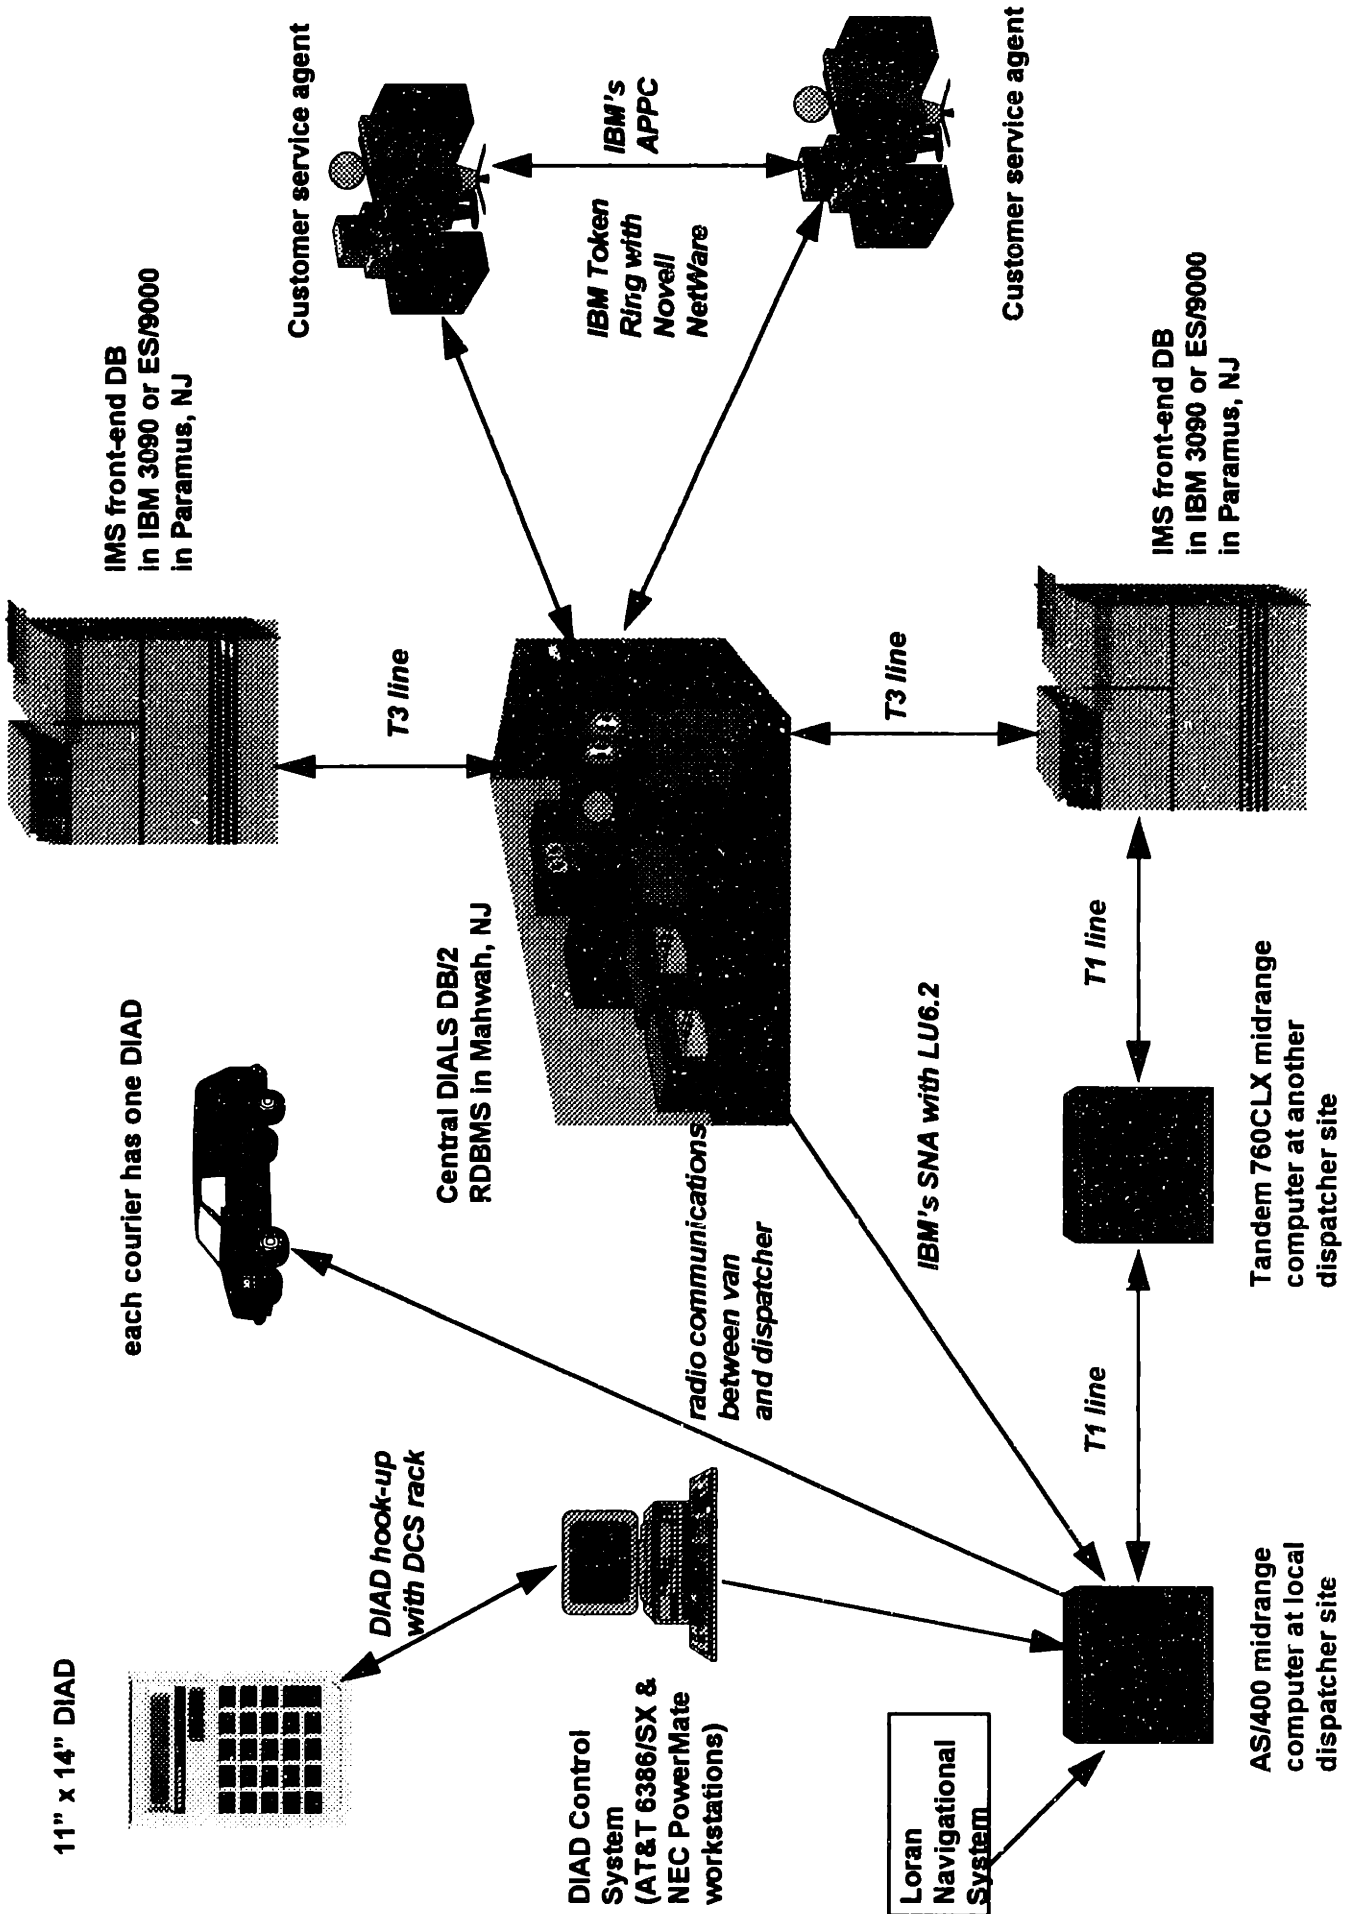 11" x 14" DIAD
each courier has one DIAD
IMS front-end DB
in IBM 3090 or ES/9000
in Paramus, NJ
Customer service agent
DIAD hook-up
with DCS rack
T3 line
Central DIALS DB/2
RDBMS in Mahwah, NJ
IBM Token
Ring with
Novell
NetWare
IBM's
APPC
DIAD Control
System
(AT&T 6386/SX &
NEC PowerMate
workstations)
radio communications
between van
and dispatcher
IBM's SNA with LU6.2
T3 line
Customer service agent
Loran
Navigational
System
T1 line
T1 line
IMS front-end DB
in IBM 3090 or ES/9000
in Paramus, NJ
AS/400 midrange
computer at local
dispatcher site
Tandem 760CLX midrange
computer at another
dispatcher site